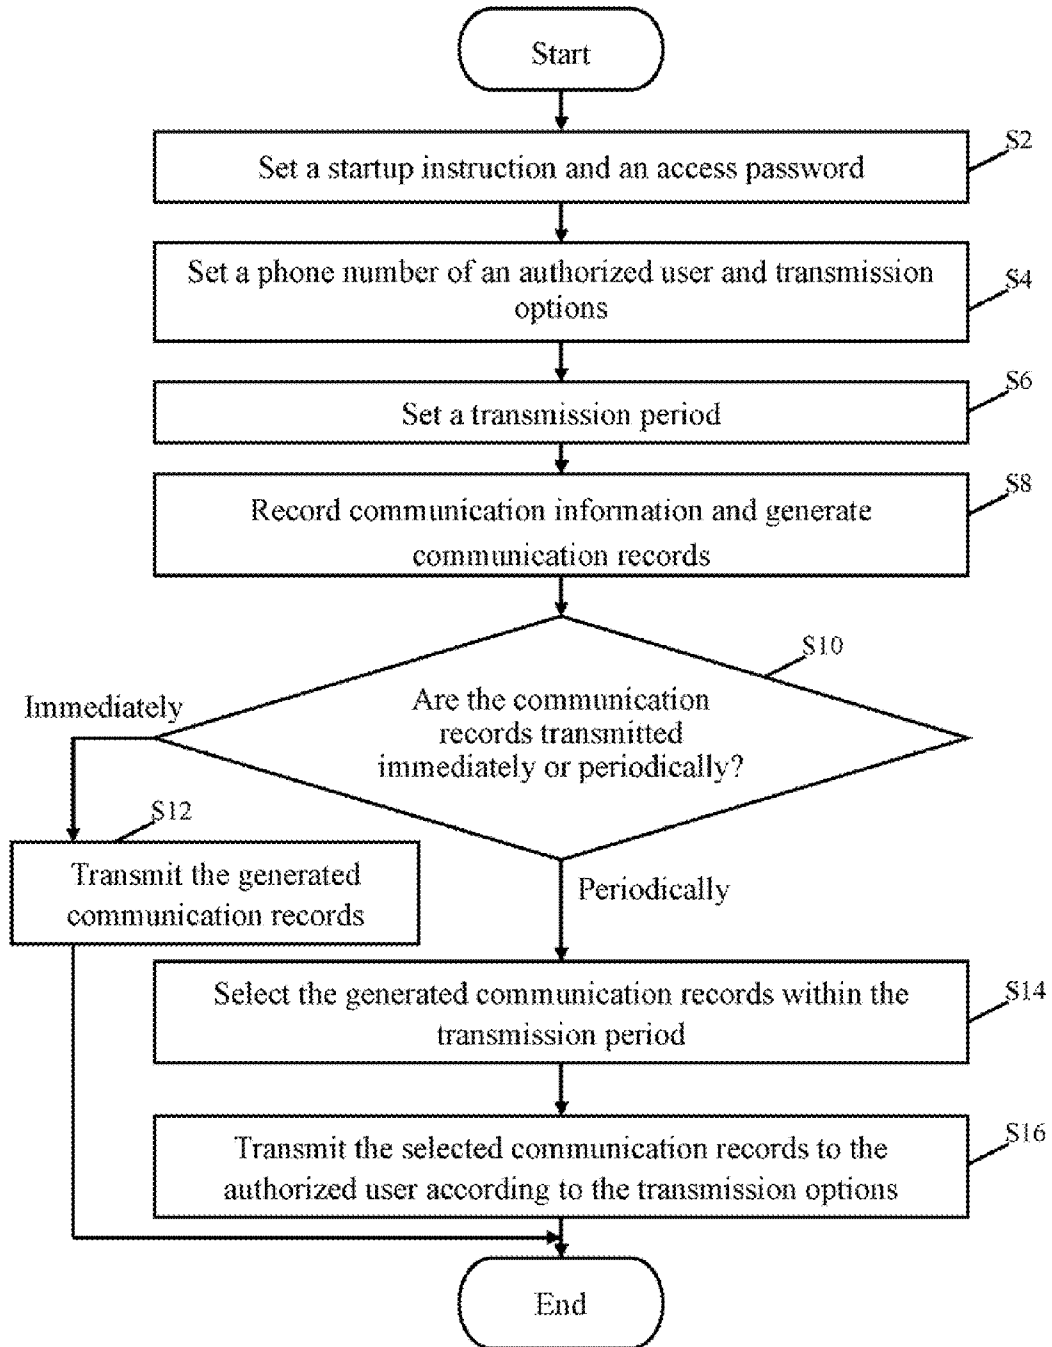 Start
S2
Set a startup instruction and an access password
Set a phone number of an authorized user and transmission
options
S4
S6
Set a transmission period
S8
Record communication information and generate
communication records
S10
Are the communication
records transmitted
immediately or periodically?
Immediately
S12
Transmit the generated
communication records
Periodically
Select the generated communication records within the
transmission period
S14
Transmit the selected communication records to the
authorized user according to the transmission options
S16
End